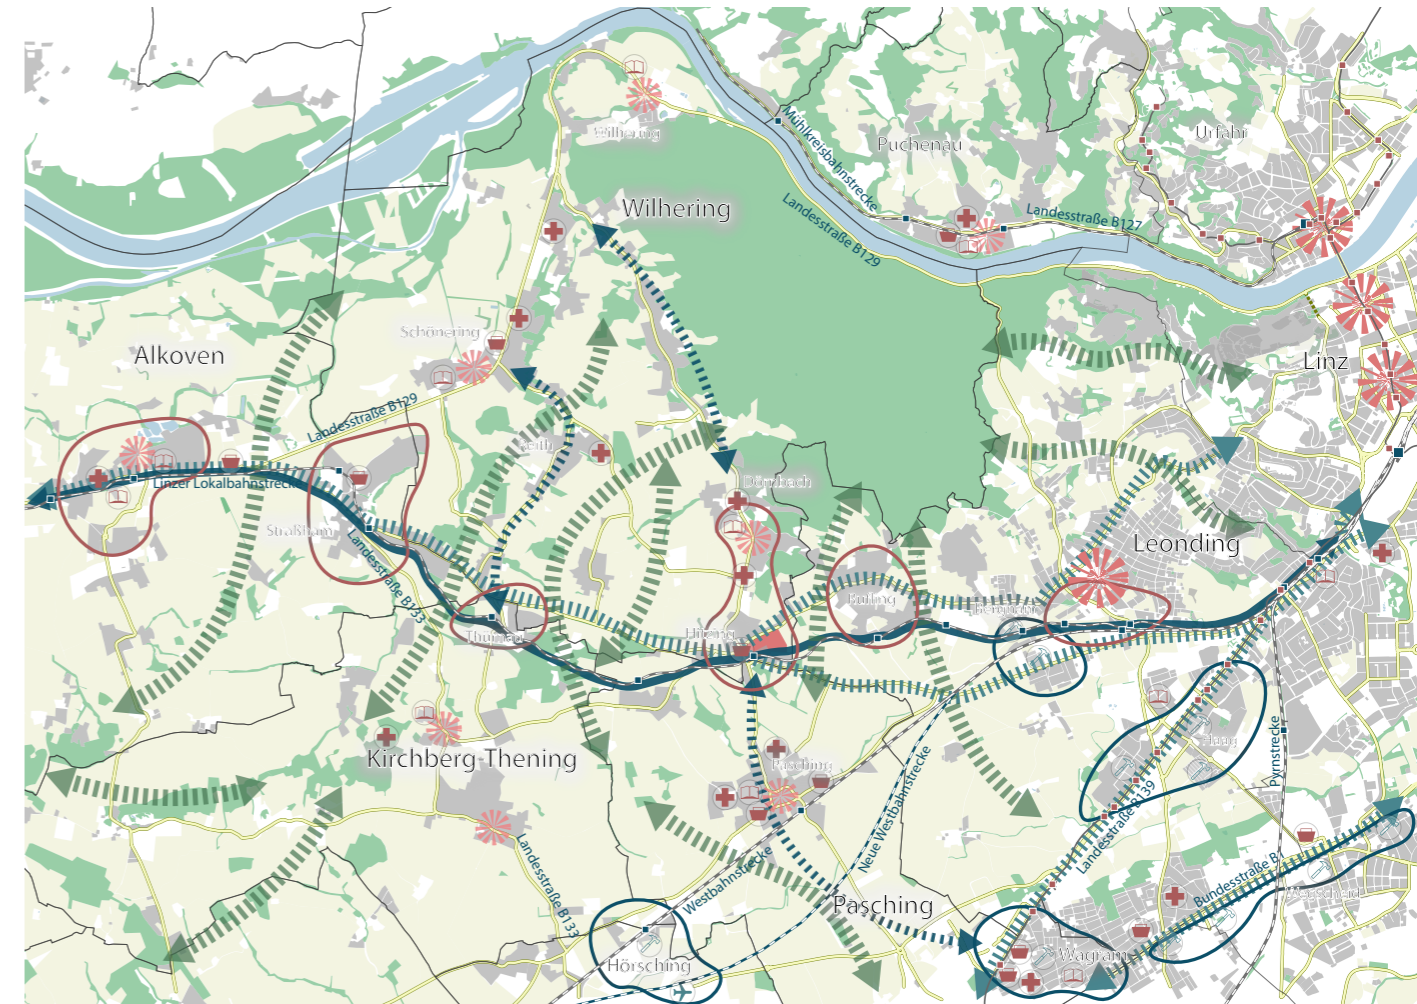 Wilhering
Puchenau
Urfahr
Mühlkreisbahnstrecke
Wilhering
Landesstraße B127
Landesstraße B129
Schönering
Alkoven
Linz
Landesstraße B129
Linzer Lokalbahnstrecke
Dörnbach
Straßham
Leonding
Landesstraße B133
Rufling
Thurnau
Hitzing
Haag
Kirchberg-Thening
Pasching
Pyrnstrecke
Neue Westbahnstrecke
Landesstraße B139
Landesstraße B133
Westbahnstrecke
Bundesstraße B1
Pasching
Wagram
Hörsching